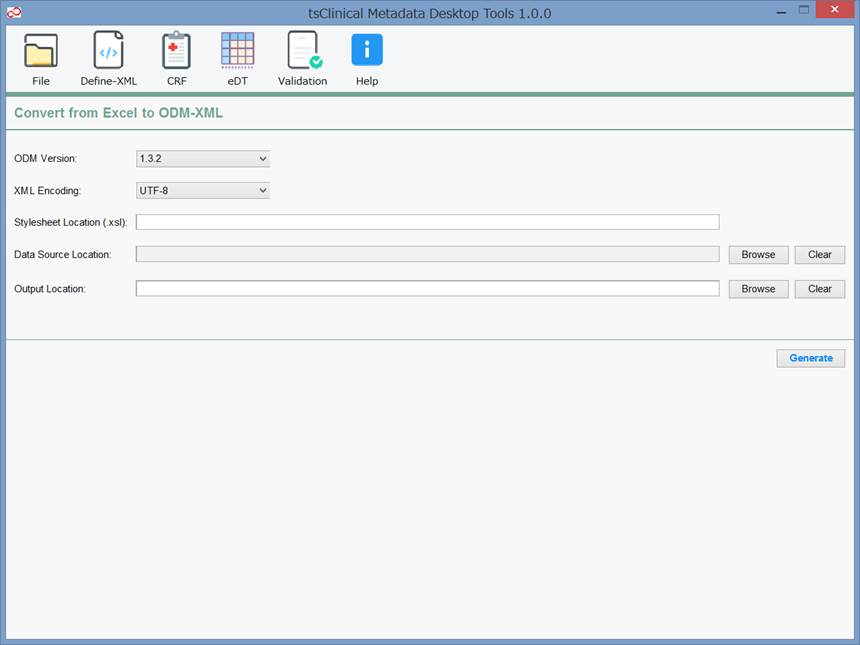 tsClinical Metadata Desktop Tools 1.0.0
File Define-XML CRF eDT Validation Help
Convert from Excel to ODM-XML
ODM Version: 1.3.2
XML Encoding: UTF-8
Stylesheet Location (.xsl):
Data Source Location: Browse Clear
Output Location: Browse Clear
Generate